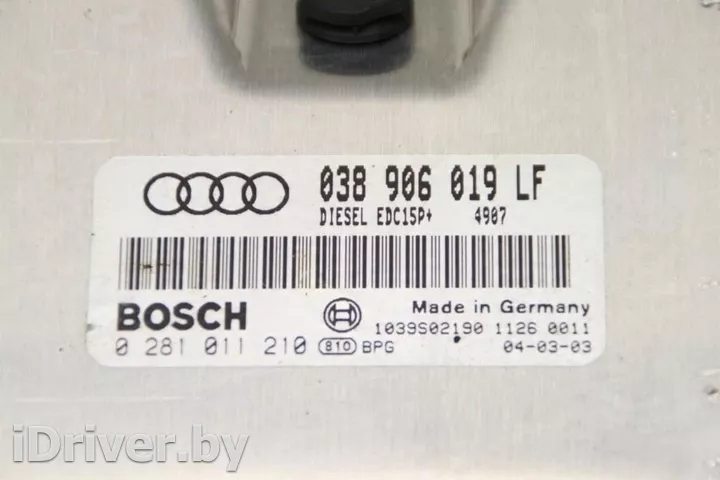 038 906 019 LF
DIESEL EDC15P+ 4907
BOSCH
Made in Germany
1039S02190 1126 0011
0 281 011 210 810 BPG 04-03-03
iDriver.by